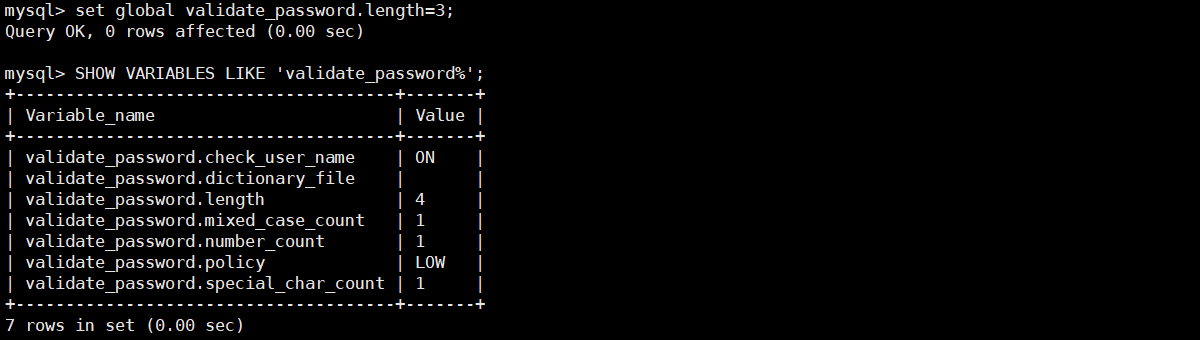 mysql> set global validate_password.length=3;
Query OK, 0 rows affected (0.00 sec)

mysql> SHOW VARIABLES LIKE 'validate_password%';
+--------------------------------------+-------+
| Variable_name                        | Value |
+--------------------------------------+-------+
| validate_password.check_user_name    | ON    |
| validate_password.dictionary_file    |       |
| validate_password.length             | 4     |
| validate_password.mixed_case_count   | 1     |
| validate_password.number_count       | 1     |
| validate_password.policy             | LOW   |
| validate_password.special_char_count | 1     |
+--------------------------------------+-------+
7 rows in set (0.00 sec)